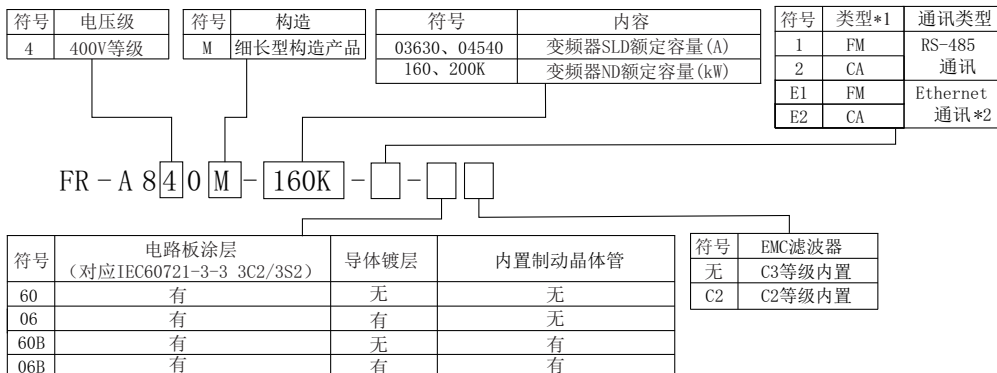 符号 电压级
4 400V等级
符号 构造
M 细长型构造产品
符号 内容
03630、04540 变频器SLD额定容量(A)
160、200K 变频器ND额定容量(kW)
符号 类型*1 通讯类型
1 FM RS-485
2 CA 通讯
E1 FM Ethernet
E2 CA 通讯*2
FR-A 8 4 0 M - 160K - -
符号 电路板涂层 导体镀层 内置制动晶体管
(对应IEC60721-3-3 3C2/3S2)
60 有 无 无
06 有 有 无
60B 有 无 有
06B 有 有 有
符号 EMC滤波器
无 C3等级内置
C2 C2等级内置